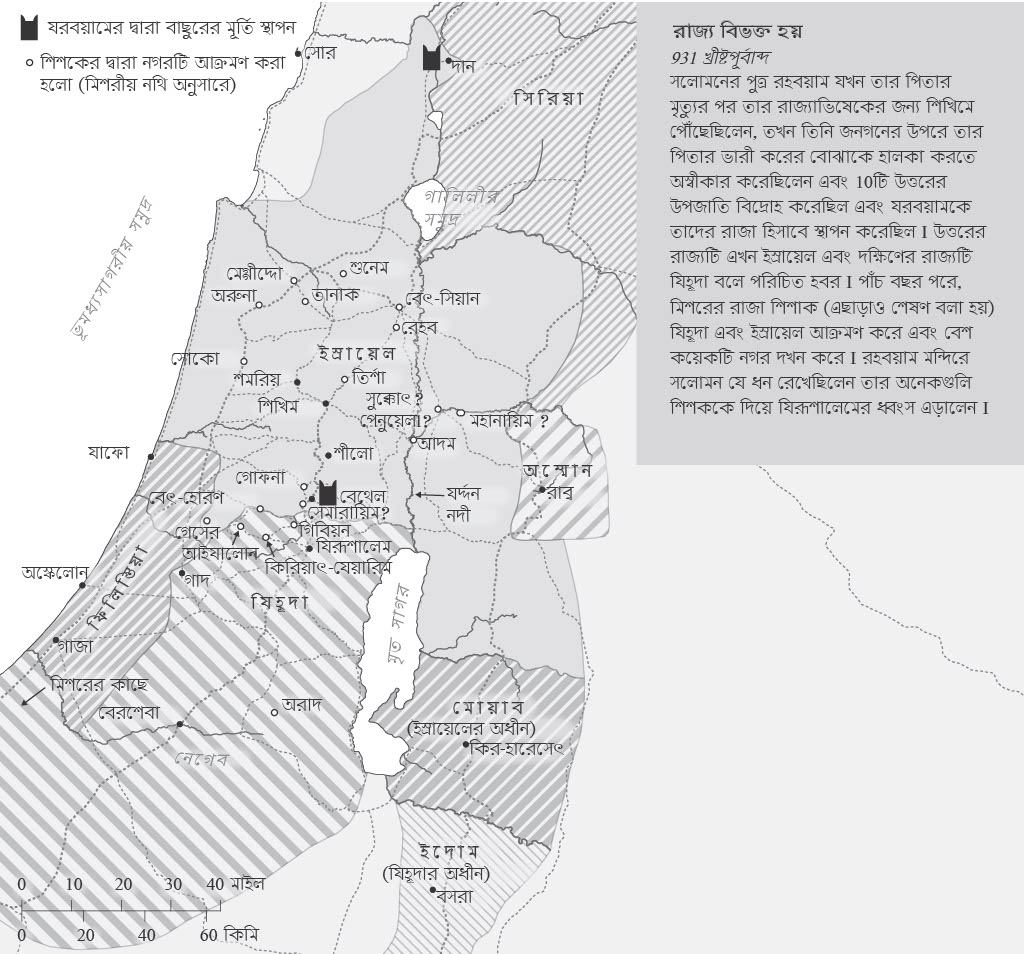 যরবয়ামের দ্বারা বাছুরের মূর্তি স্থাপন
শিশকের দ্বারা নগরটি আক্রমণ করা
হলো (মিশরীয় নথি অনুসারে)
রাজ্য বিভক্ত হয়
931 খ্রীষ্টপূর্বাব্দ
সলোমনের পুত্র রহবয়াম যখন তার পিতার
মৃত্যুর পর তার রাজ্যাভিষেকের জন্য শিখিমে
পৌঁছেছিলেন, তখন তিনি জনগনের উপরে তার
পিতার ভারী করের বোঝাকে হালকা করতে
অস্বীকার করেছিলেন এবং 10টি উত্তরের
উপজাতি বিদ্রোহ করেছিল এবং যরবয়ামকে
তাদের রাজা হিসাবে স্থাপন করেছিল I উত্তরের
রাজ্যটি এখন ইস্রায়েল এবং দক্ষিণের রাজ্যটি
যিহূদা বলে পরিচিত হবর I পাঁচ বছর পরে,
মিশরের রাজা শিশাক (এছাড়াও শেষণ বলা হয়)
যিহূদা এবং ইস্রায়েল আক্রমণ করে এবং বেশ
কয়েকটি নগর দখন করে I রহবয়াম মন্দিরে
সলোমন যে ধন রেখেছিলেন তার অনেকগুলি
শিশককে দিয়ে যিরূশালেমের ধ্বংস এড়ালেন I
সোর
দান
সিরিয়া
গালিলীর
সমুদ্র
ভূমধ্যসাগরীয় সমুদ্র
মেগ্গীদ্দো
শুনেম
অরুনা
তানাক
বেৎ-সিয়ান
রেহব
সোকো
ইস্রায়েল
শমরিয়
তির্শা
শিখিম
সুক্কোৎ ?
পেনুয়েল?
মহানায়িম ?
আদম
যাফো
শীলো
অম্মোন
রাব্ব
গোফনা
বেৎ-হোরণ
বেথেল
সেমারায়িম?
যর্দ্দন
নদী
গেসের
গিবিয়ন
আইযালোন
যিরূশালেম
কিরিয়াৎ-যেয়ারিম
অস্কেলোন
গাদ
ফিলিস্তিয়া
যিহূদা
মৃত সাগর
গাজা
মিশরের কাছে
বেরশেবা
অরাদ
মোয়াব
(ইস্রায়েলের অধীন)
কির-হারেসেৎ
নেগেব
ইদোম
(যিহূদার অধীন)
বসরা
0 10 20 30 40 মাইল
0 20 40 60 কিমি